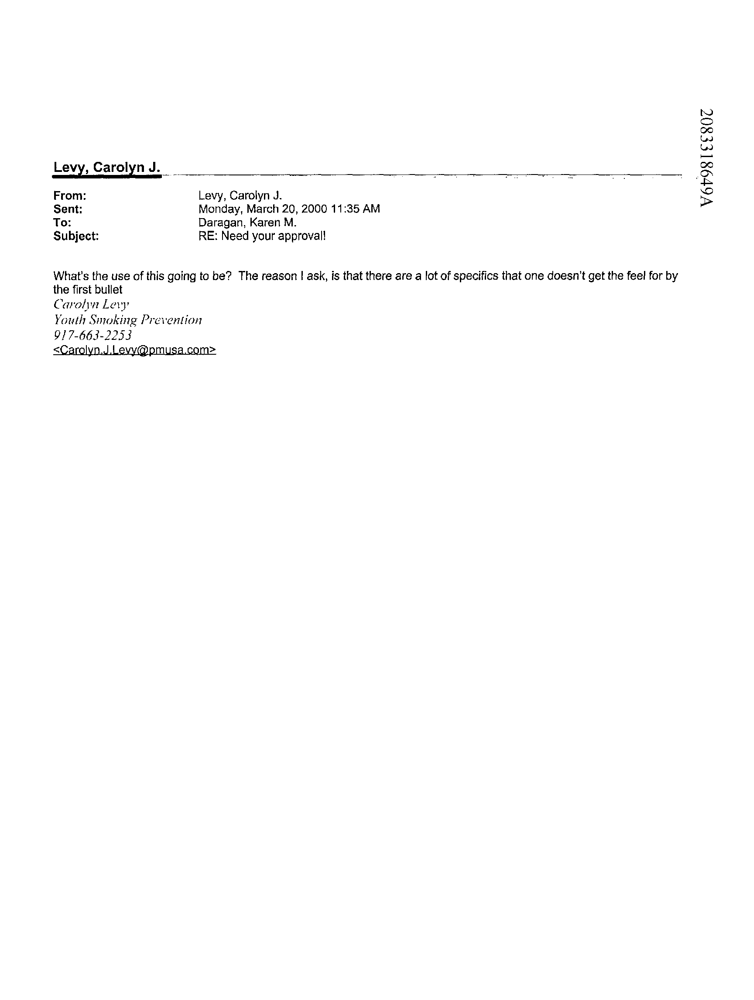 2083318649A
Levy, Carolyn J.
From: Levy, Carolyn J.
Sent: Monday, March 20, 2000 11:35 AM
To: Daragan, Karen M.
Subject: RE: Need your approval!
What's the use of this going to be? The reason I ask, is that there are a lot of specifics that one doesn't get the feel for by
the first bullet
Carolyn Levy
Youth Smoking Prevention
917-663-2253
<Carolyn.J.Levy@pmusa.com>